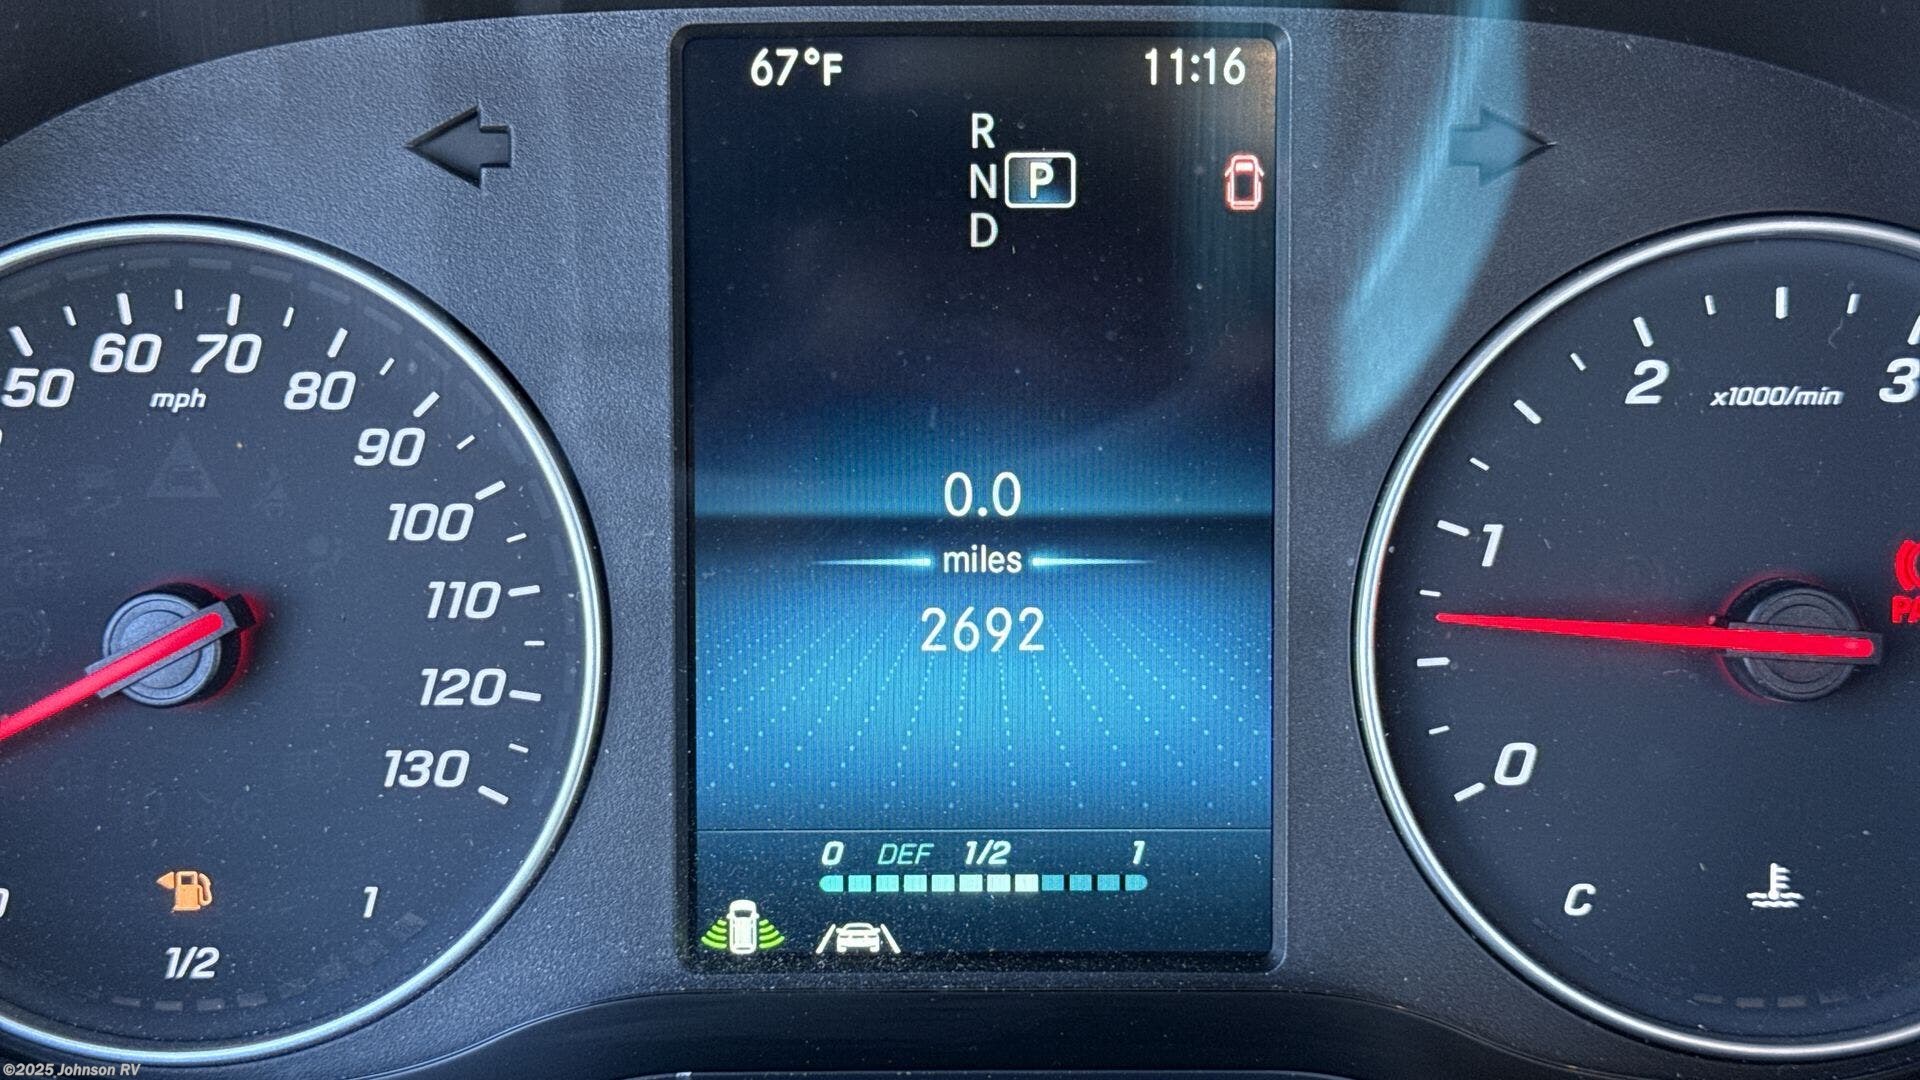 67°F 11:16
R
N P
D
50 60 70 80 90 100 110 120 130
mph
0.0
miles
2692
0 DEF 1/2 1
1/2 1
0 1 2 3
x1000/min
C
©2025 Johnson RV